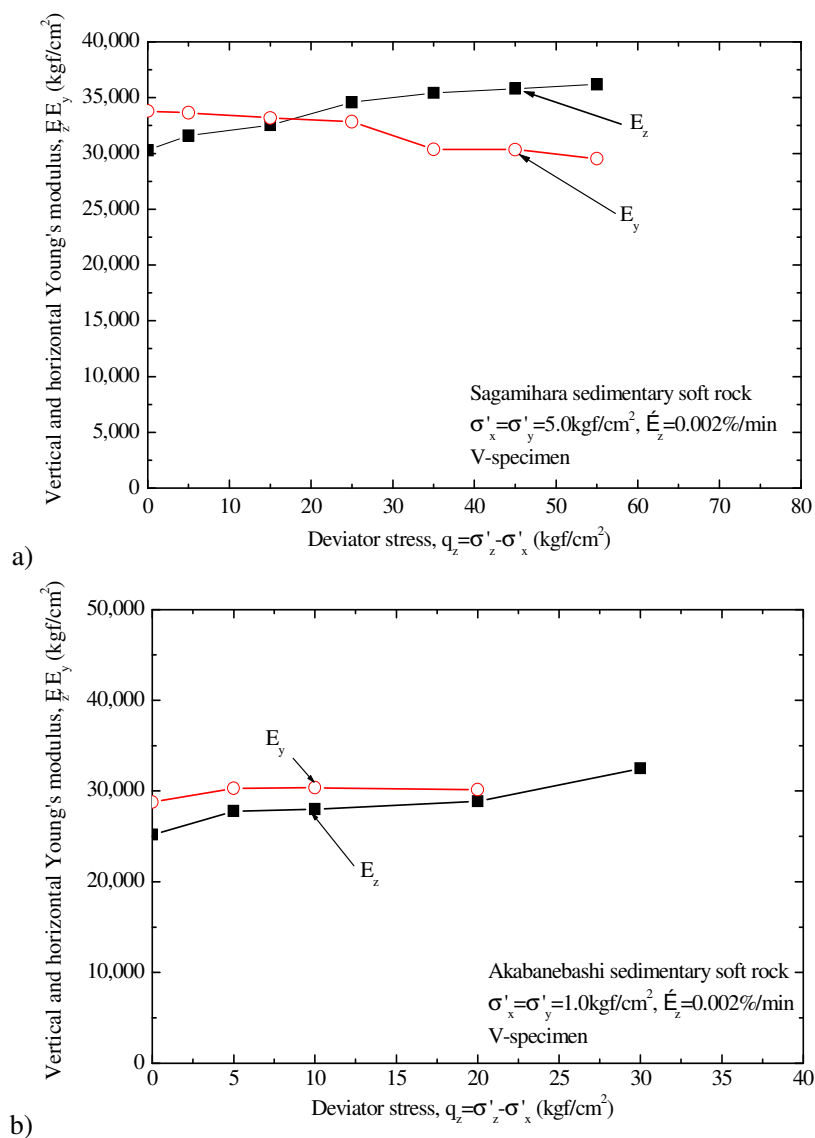 40,000
35,000
30,000
25,000
20,000
15,000
10,000
5,000
0
Vertical and horizontal Young's modulus, E_z E_y (kgf/cm²)
E_z
E_y
Sagamihara sedimentary soft rock
σ'_x=σ'_y=5.0kgf/cm², É_z=0.002%/min
V-specimen
0 10 20 30 40 50 60 70 80
Deviator stress, q_z=σ'_z-σ'_x (kgf/cm²)
a)
50,000
40,000
30,000
20,000
10,000
0
Vertical and horizontal Young's modulus, E_z E_y (kgf/cm²)
E_y
E_z
Akabanebashi sedimentary soft rock
σ'_x=σ'_y=1.0kgf/cm², É_z=0.002%/min
V-specimen
0 5 10 15 20 25 30 35 40
Deviator stress, q_z=σ'_z-σ'_x (kgf/cm²)
b)